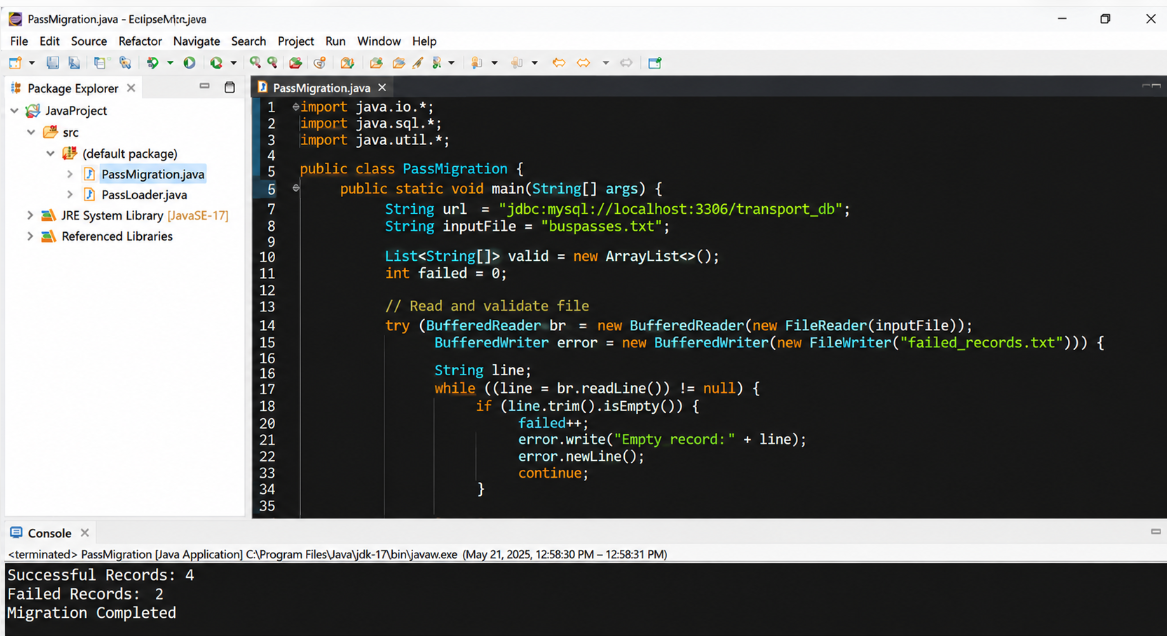 PassMigration.java - EclipseMitr.java
File Edit Source Refactor Navigate Search Project Run Window Help
Package Explorer
JavaProject
src
(default package)
PassMigration.java
PassLoader.java
JRE System Library [JavaSE-17]
Referenced Libraries
PassMigration.java
1 import java.io.*;
2 import java.sql.*;
3 import java.util.*;
4
5 public class PassMigration {
5 public static void main(String[] args) {
7 String url = "jdbc:mysql://localhost:3306/transport_db";
8 String inputFile = "buspasses.txt";
9
10 List<String[]> valid = new ArrayList<>();
11 int failed = 0;
12
13 // Read and validate file
14 try (BufferedReader br = new BufferedReader(new FileReader(inputFile));
15 BufferedWriter error = new BufferedWriter(new FileWriter("failed_records.txt"))) {
16
16 String line;
17 while ((line = br.readLine()) != null) {
18 if (line.trim().isEmpty()) {
20 failed++;
21 error.write("Empty record:" + line);
22 error.newLine();
33 continue;
34 }
35
Console
<terminated> PassMigration [Java Application] C:\Program Files\Java\jdk-17\bin\javaw.exe (May 21, 2025, 12:58:30 PM – 12:58:31 PM)
Successful Records: 4
Failed Records: 2
Migration Completed